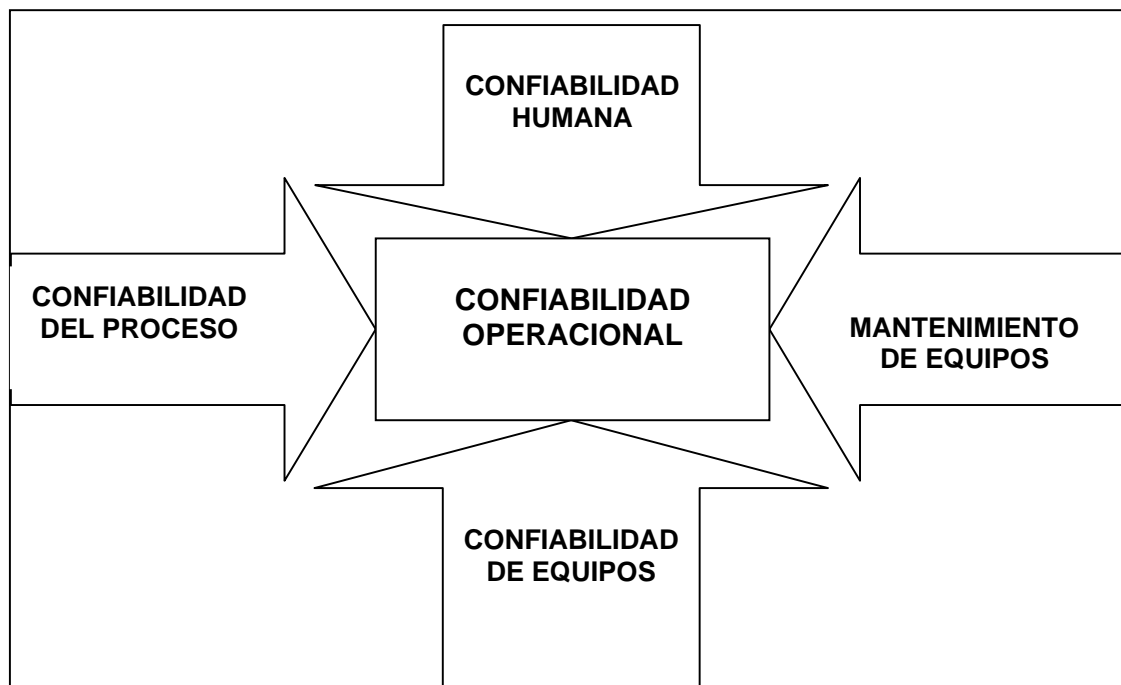 CONFIABILIDAD
HUMANA
CONFIABILIDAD
DEL PROCESO
CONFIABILIDAD
OPERACIONAL
MANTENIMIENTO
DE EQUIPOS
CONFIABILIDAD
DE EQUIPOS